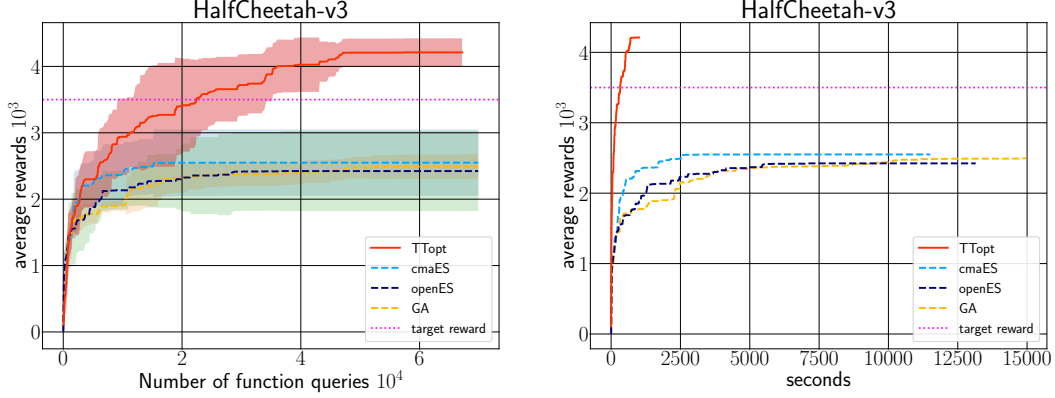 HalfCheetah-v3
4
3
2
1
0
average rewards 10^3
TTopt
cmaES
openES
GA
target reward
0 2 4 6
Number of function queries 10^4
HalfCheetah-v3
4
3
2
1
0
average rewards 10^3
TTopt
cmaES
openES
GA
target reward
0 2500 5000 7500 10000 12500 15000
seconds